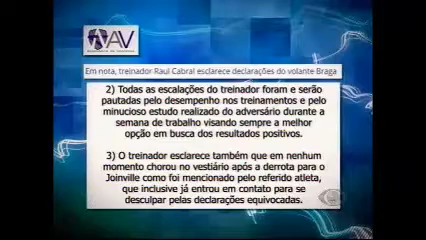 AV
Em nota, treinador Raul Cabral esclarece declarações do volante Braga
2) Todas as escalações do treinador foram e serão
pautadas pelo desempenho nos treinamentos e pelo
minucioso estudo realizado do adversário durante a
semana de trabalho visando sempre a melhor
opção em busca dos resultados positivos.
3) O treinador esclarece também que em nenhum
momento chorou no vestiário após a derrota para o
Joinville como foi mencionado pelo referido atleta,
que inclusive já entrou em contato para se
desculpar pelas declarações equivocadas.